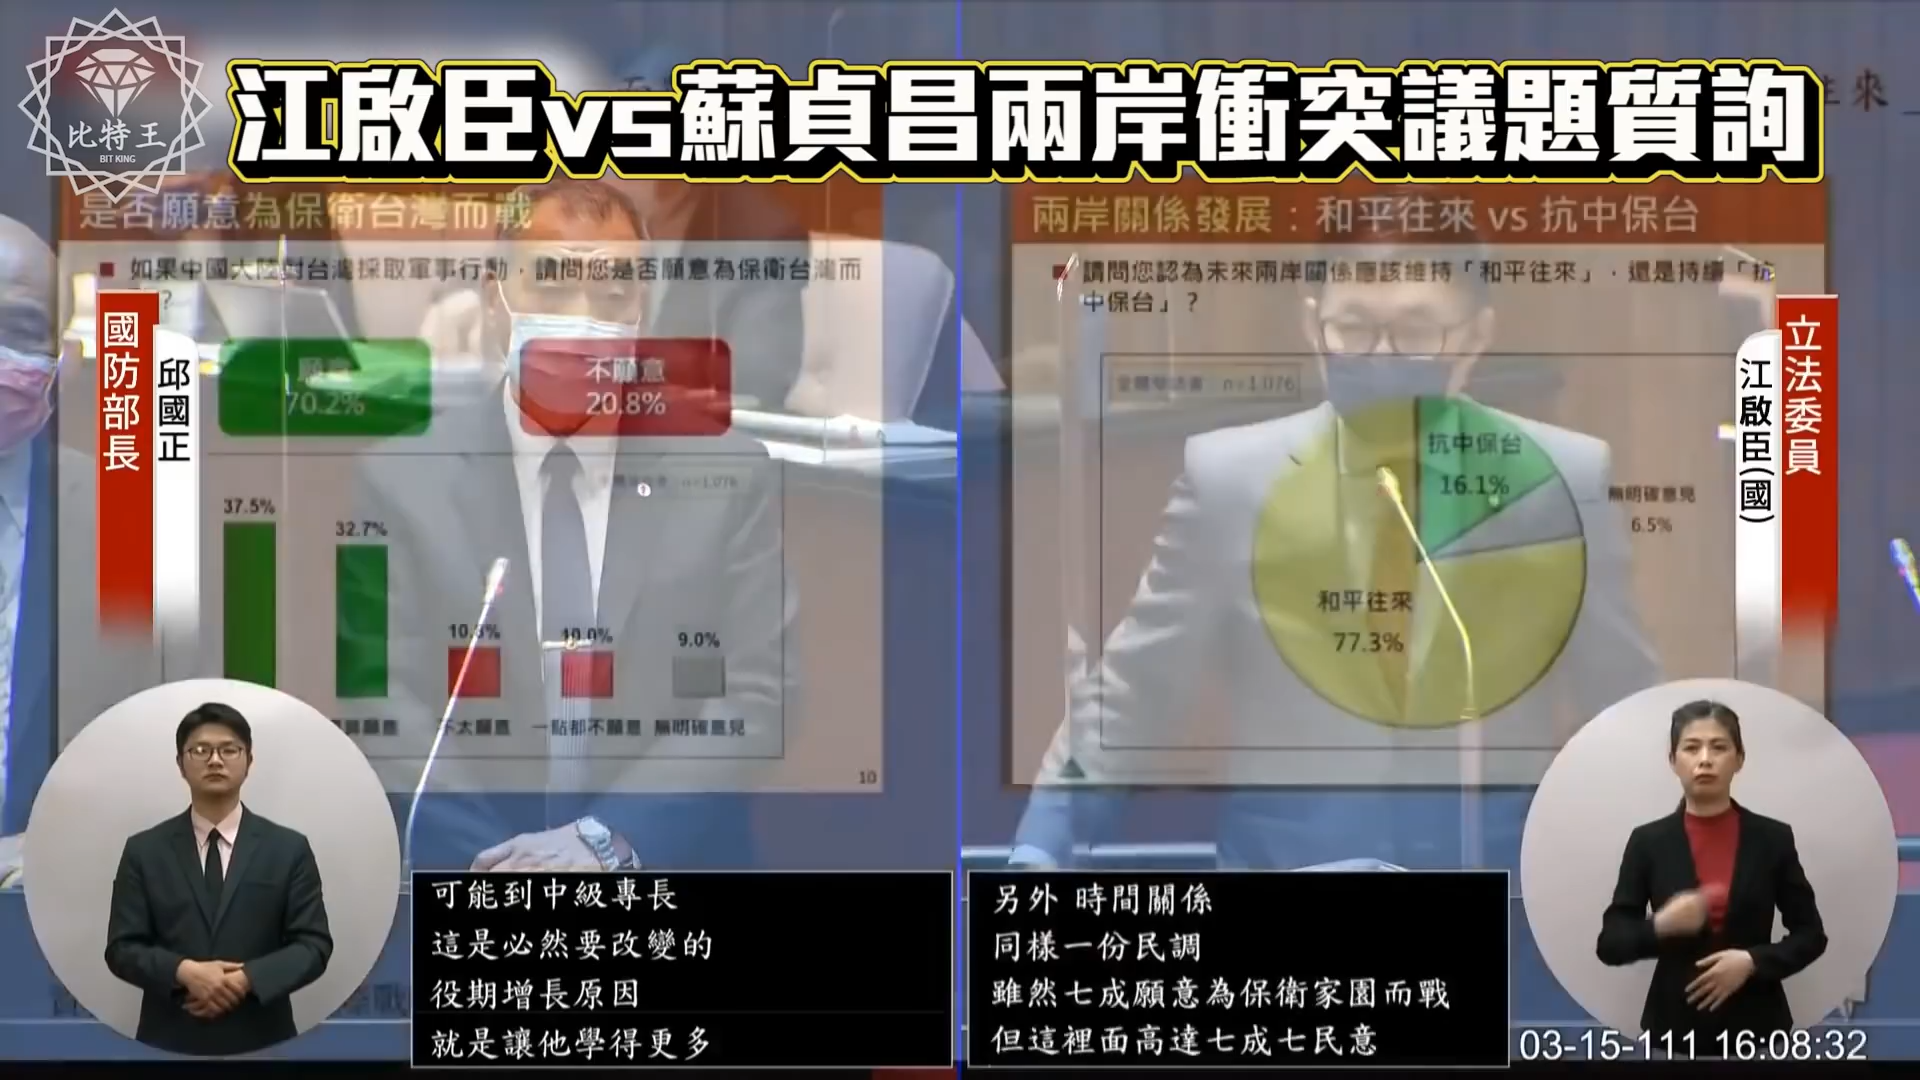 比特王
BIT KING
江啟臣vs蘇貞昌兩岸衝突議題質詢
往來
是否願意為保衛台灣而戰
如果中國大陸對台灣採取軍事行動，請問您是否願意為保衛台灣而
？
願意
70.2%
不願意
20.8%
n=1,076
37.5%
32.7%
10.8%
10.0%
9.0%
願意
不太願意
一點都不願意
無明確意見
10
國防部長
邱國正
兩岸關係發展：和平往來 vs 抗中保台
請問您認為未來兩岸關係應該維持「和平往來」，還是持續「抗
中保台」？
n=1,076
抗中保台
16.1%
無明確意見
6.5%
和平往來
77.3%
立法委員
江啟臣(國)
可能到中級專長
這是必然要改變的
役期增長原因
就是讓他學得更多
另外 時間關係
同樣一份民調
雖然七成願意為保衛家園而戰
但這裡面高達七成七民意
03-15-111 16:08:32